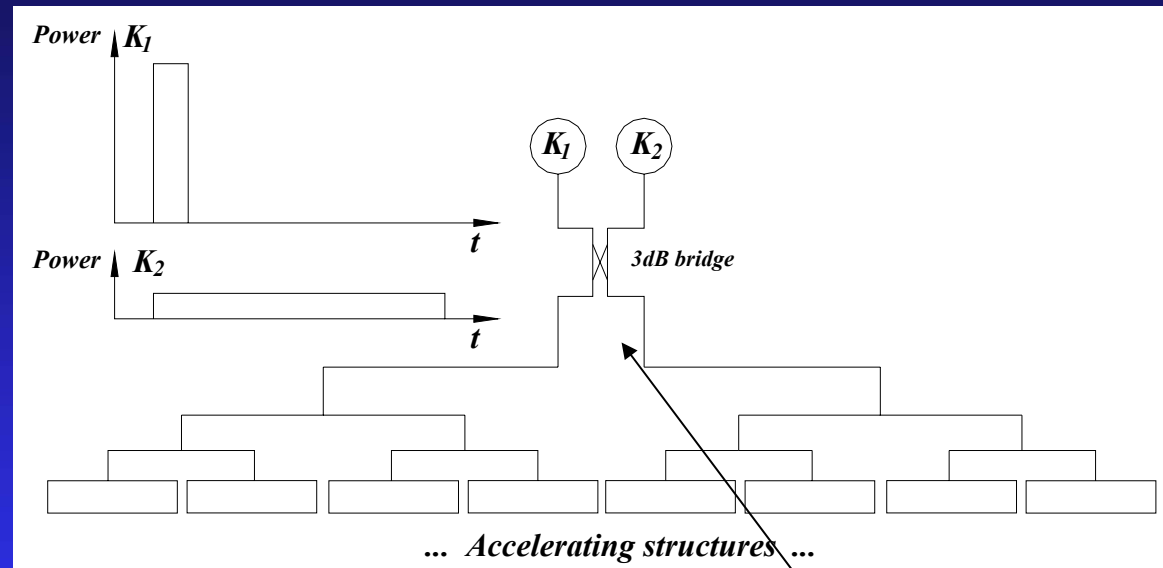 Power K1
t
Power K2
t
K1 K2
3dB bridge
... Accelerating structures ...